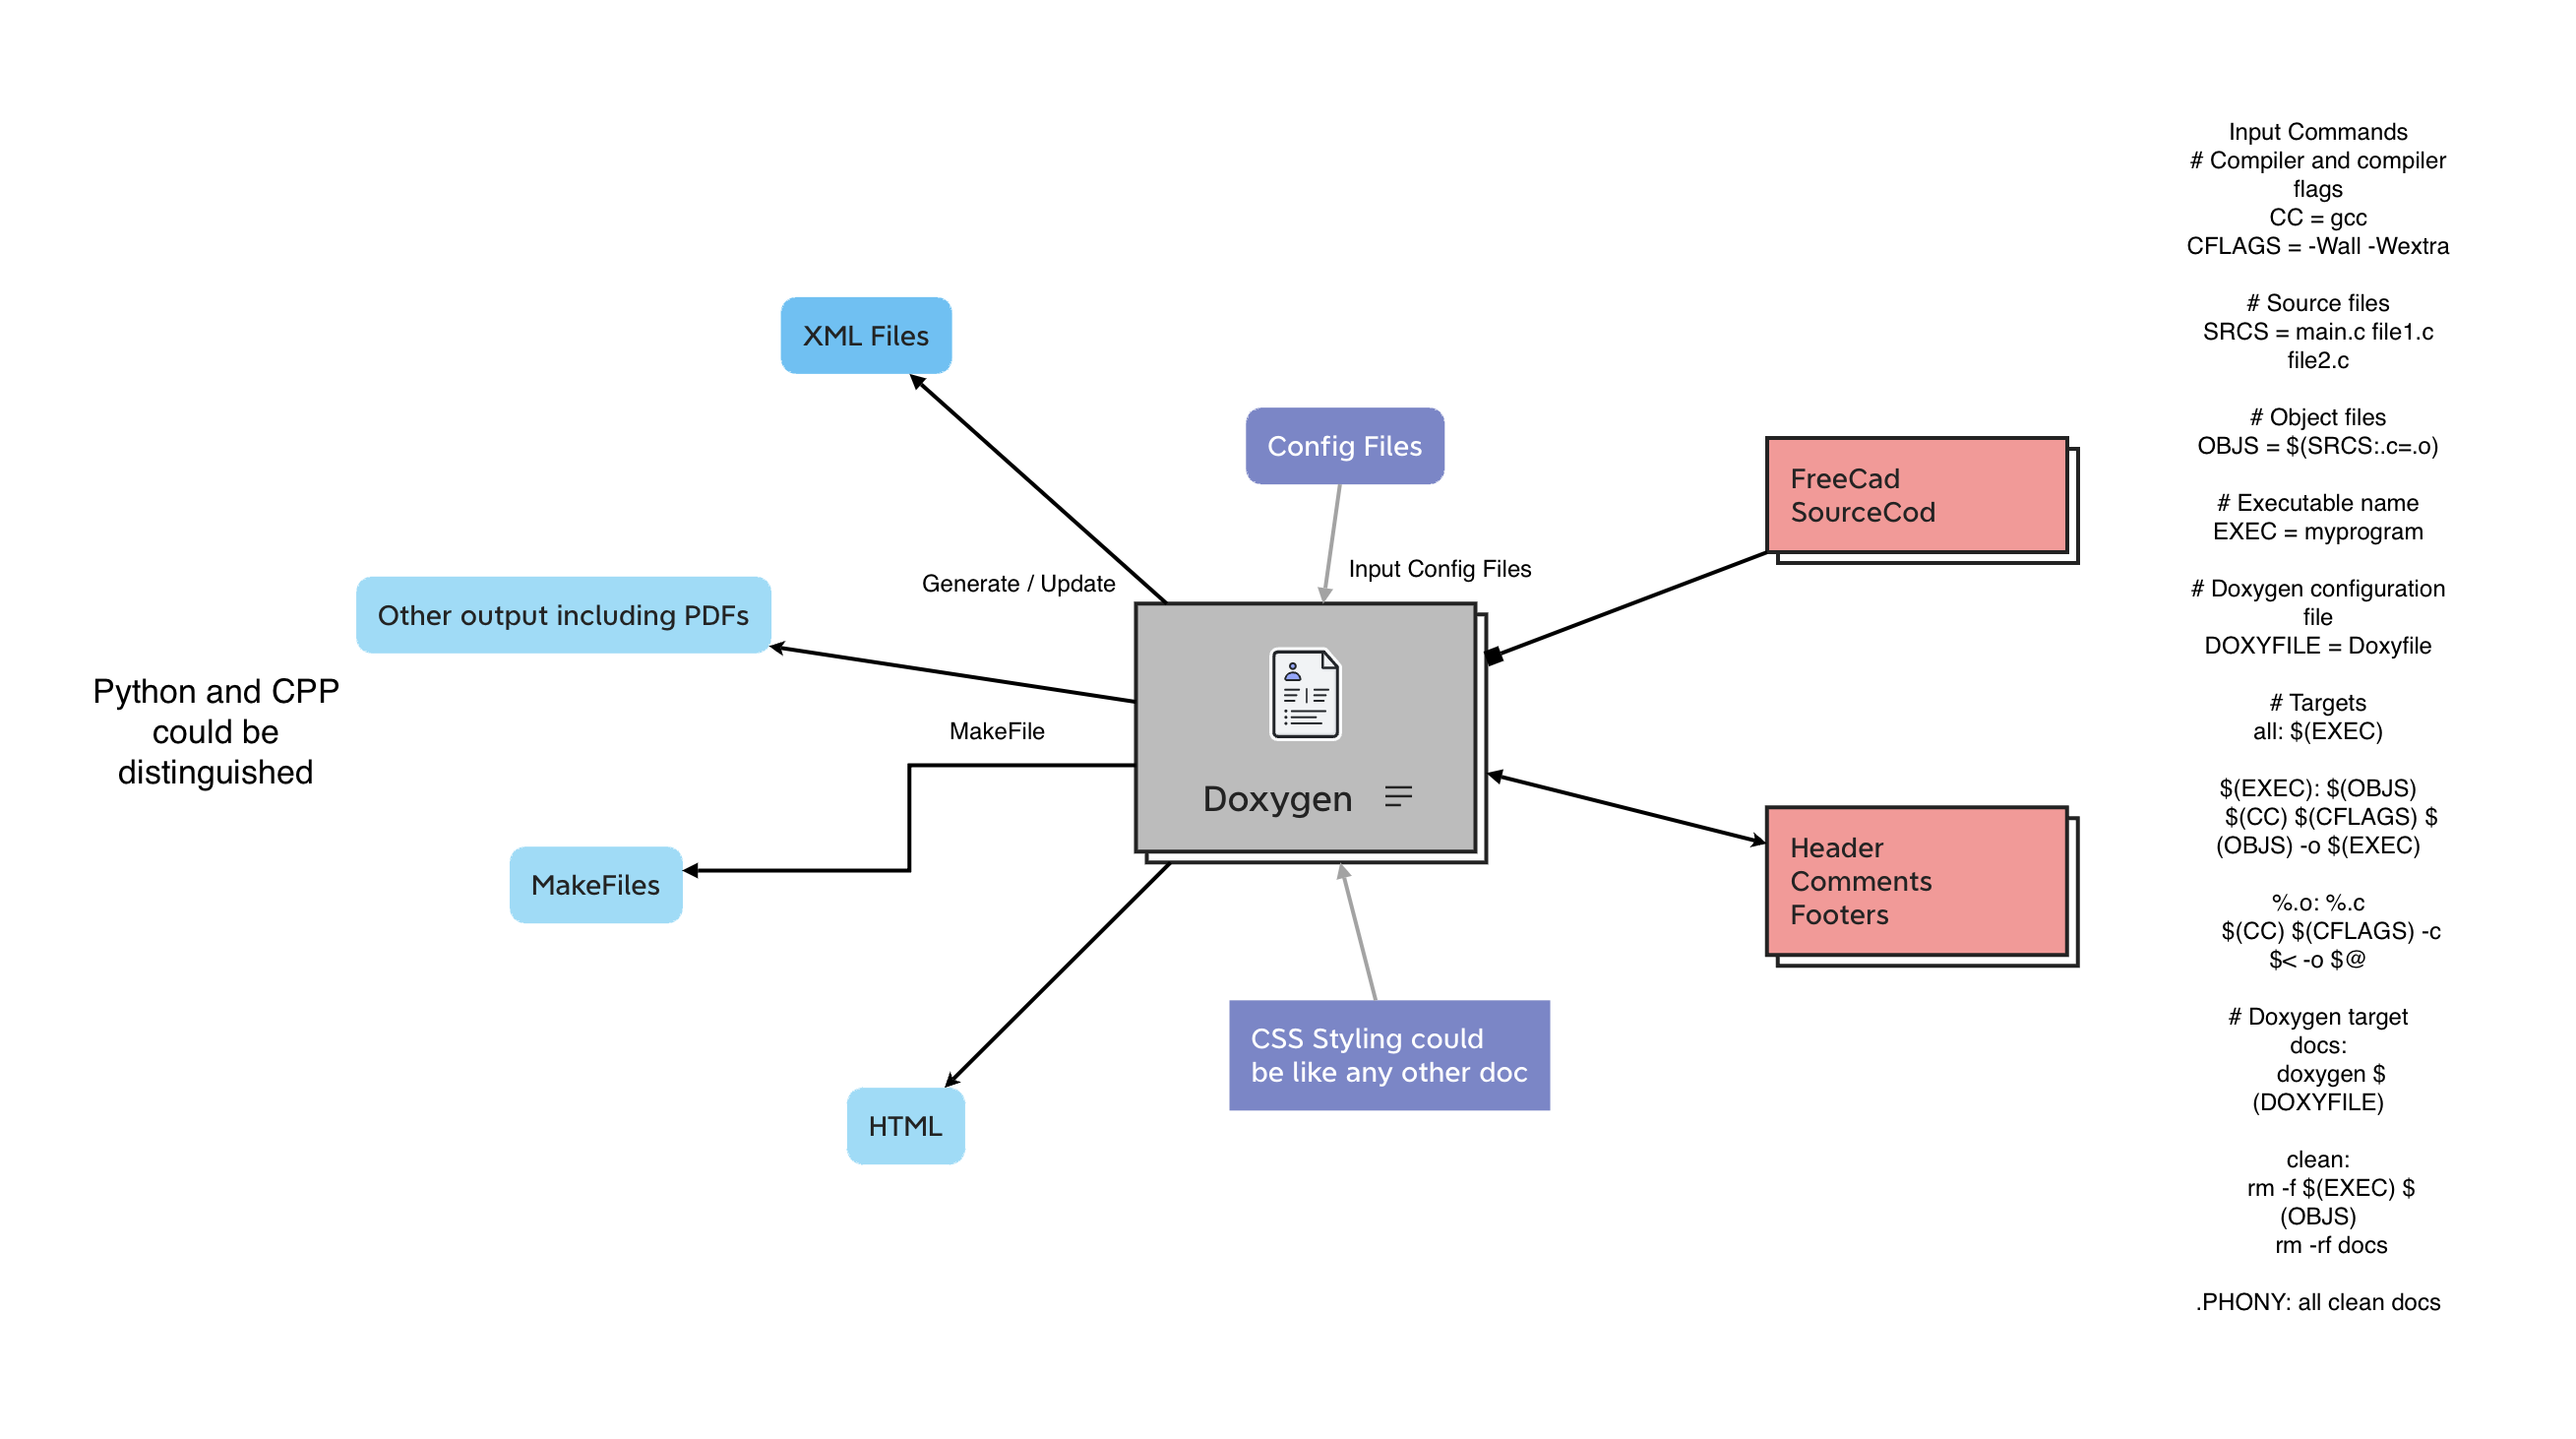 XML Files
Config Files
Input Config Files
Generate / Update
Other output including PDFs
Python and CPP
could be
distinguished
MakeFile
MakeFiles
HTML
Doxygen
CSS Styling could
be like any other doc
FreeCad
SourceCod
Header
Comments
Footers
Input Commands
# Compiler and compiler
flags
CC = gcc
CFLAGS = -Wall -Wextra
# Source files
SRCS = main.c file1.c
file2.c
# Object files
OBJS = $(SRCS:.c=.o)
# Executable name
EXEC = myprogram
# Doxygen configuration
file
DOXYFILE = Doxyfile
# Targets
all: $(EXEC)
$(EXEC): $(OBJS)
$(CC) $(CFLAGS) $
(OBJS) -o $(EXEC)
%.o: %.c
$(CC) $(CFLAGS) -c
$< -o $@
# Doxygen target
docs:
doxygen $
(DOXYFILE)
clean:
rm -f $(EXEC) $
(OBJS)
rm -rf docs
.PHONY: all clean docs